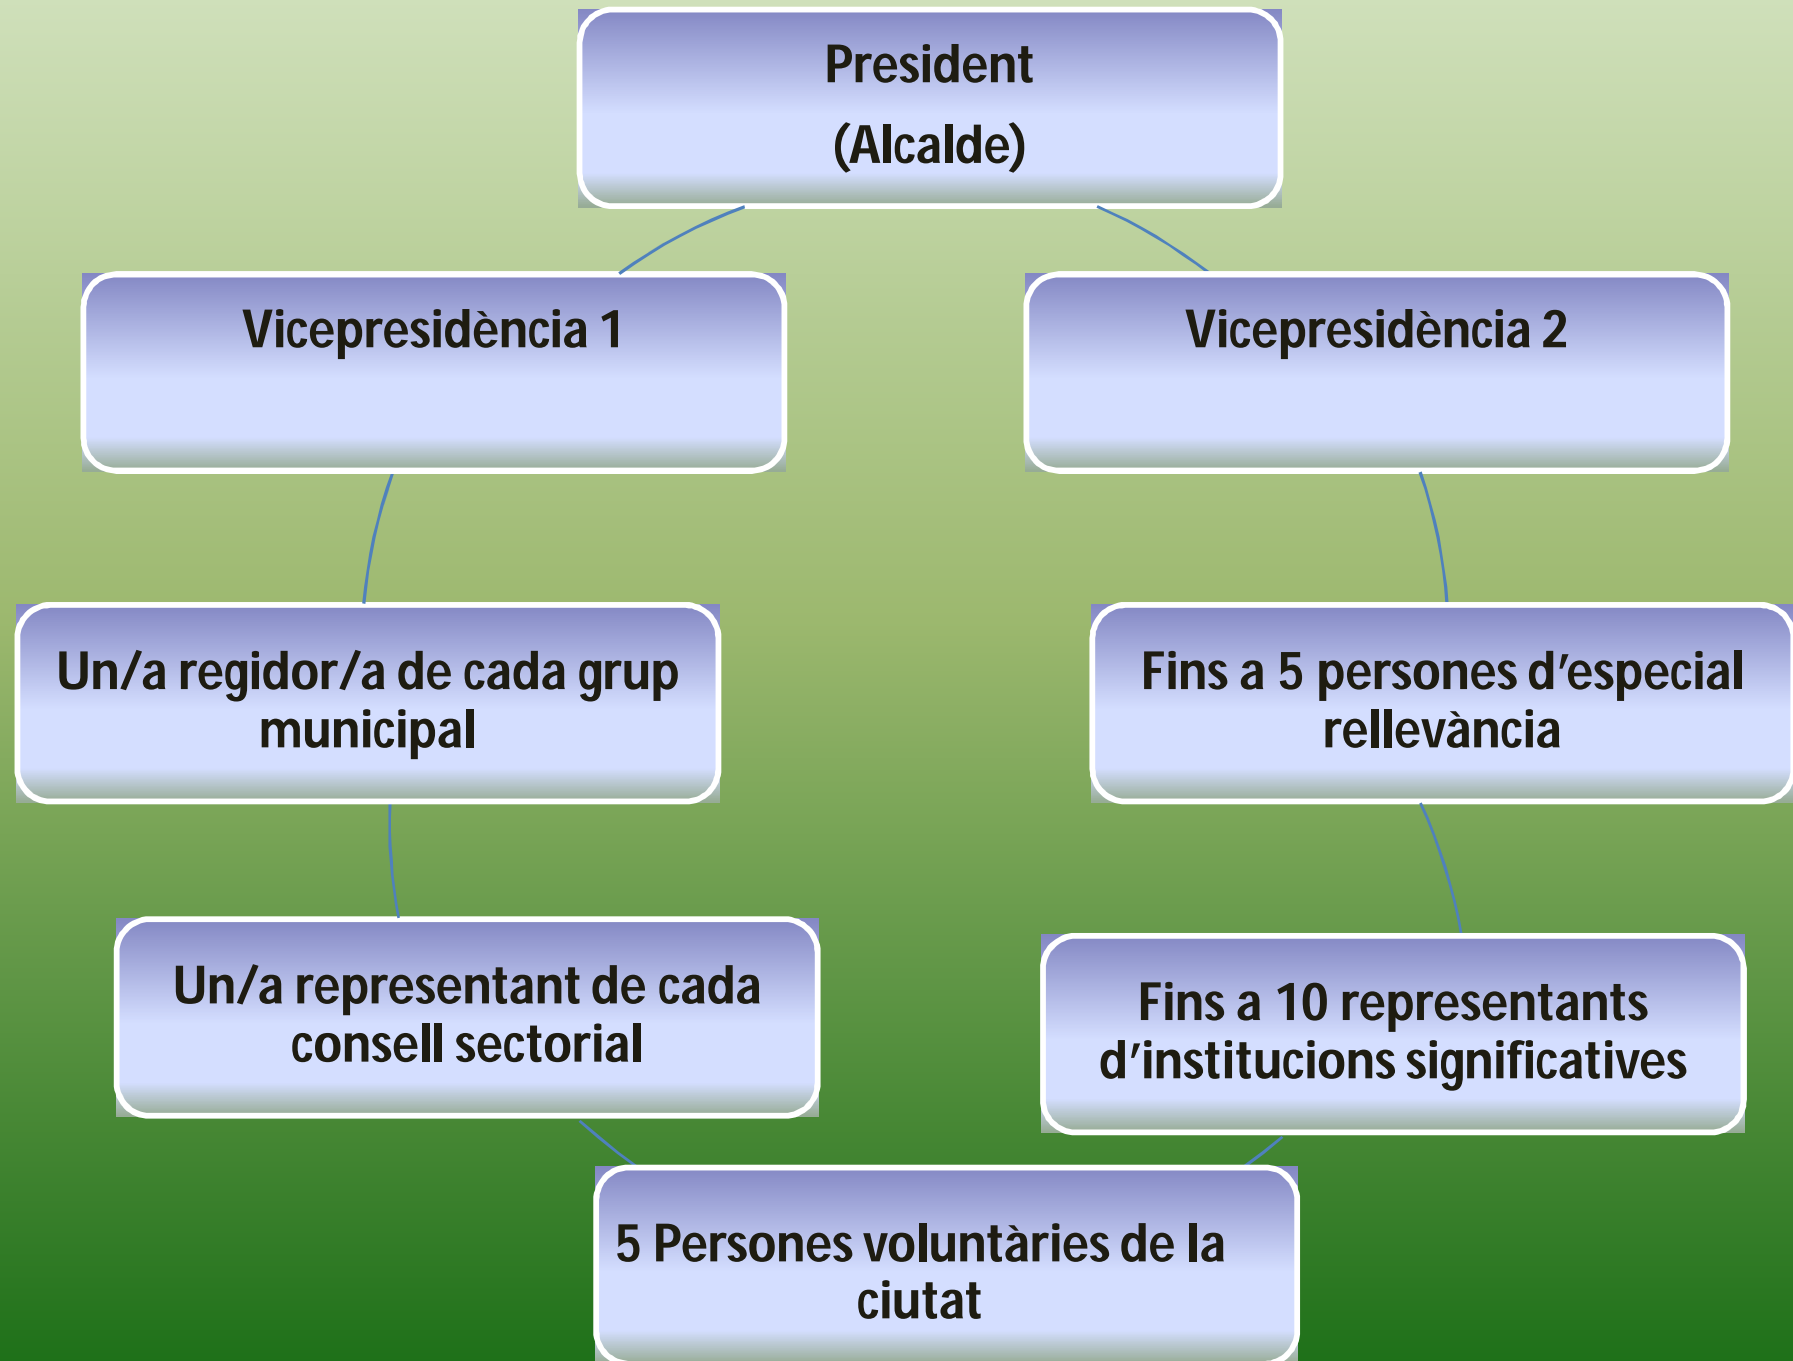 President
(Alcalde)
Vicepresidència 1
Vicepresidència 2
Un/a regidor/a de cada grup
municipal
Fins a 5 persones d’especial
rellevància
Un/a representant de cada
consell sectorial
Fins a 10 representants
d’institucions significatives
5 Persones voluntàries de la
ciutat